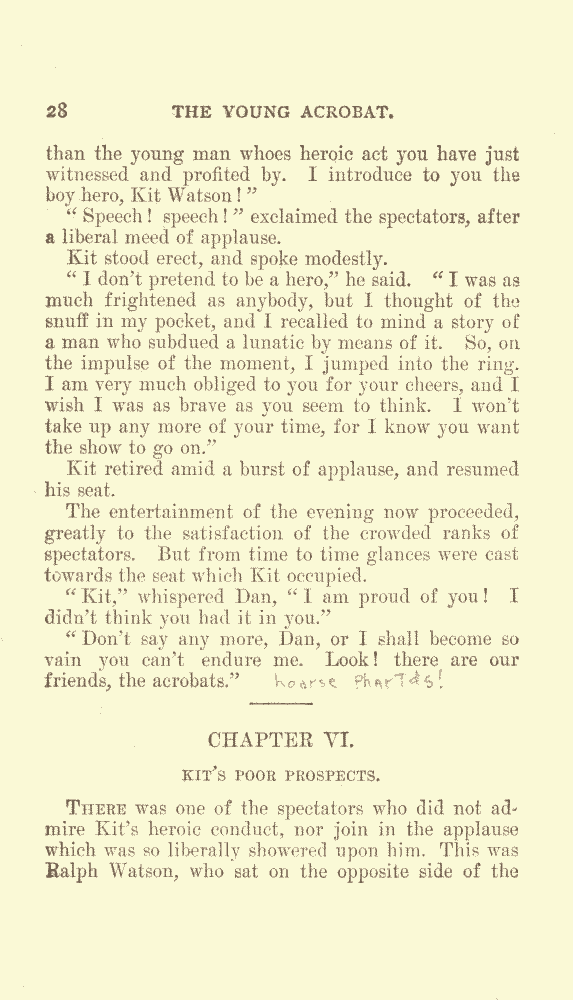 28 THE YOUNG ACROBAT.
than the young man whoes heroic act you have just
witnessed and profited by. I introduce to you the
boy hero, Kit Watson!"
"Speech! speech!" exclaimed the spectators, after
a liberal meed of applause.
Kit stood erect, and spoke modestly.
"I don't pretend to be a hero," he said. "I was as
much frightened as anybody, but I thought of the
snuff in my pocket, and I recalled to mind a story of
a man who subdued a lunatic by means of it. So, on
the impulse of the moment, I jumped into the ring.
I am very much obliged to you for your cheers, and I
wish I was as brave as you seem to think. I won't
take up any more of your time, for I know you want
the show to go on."
Kit retired amid a burst of applause, and resumed
his seat.
The entertainment of the evening now proceeded,
greatly to the satisfaction of the crowded ranks of
spectators. But from time to time glances were cast
towards the seat which Kit occupied.
"Kit," whispered Dan, "I am proud of you! I
didn't think you had it in you."
"Don't say any more, Dan, or I shall become so
vain you can't endure me. Look! there are our
friends, the acrobats." hoarse
CHAPTER VI.
KIT'S POOR PROSPECTS.
THERE was one of the spectators who did not ad-
mire Kit's heroic conduct, nor join in the applause
which was so liberally showered upon him. This was
Ralph Watson, who sat on the opposite side of the